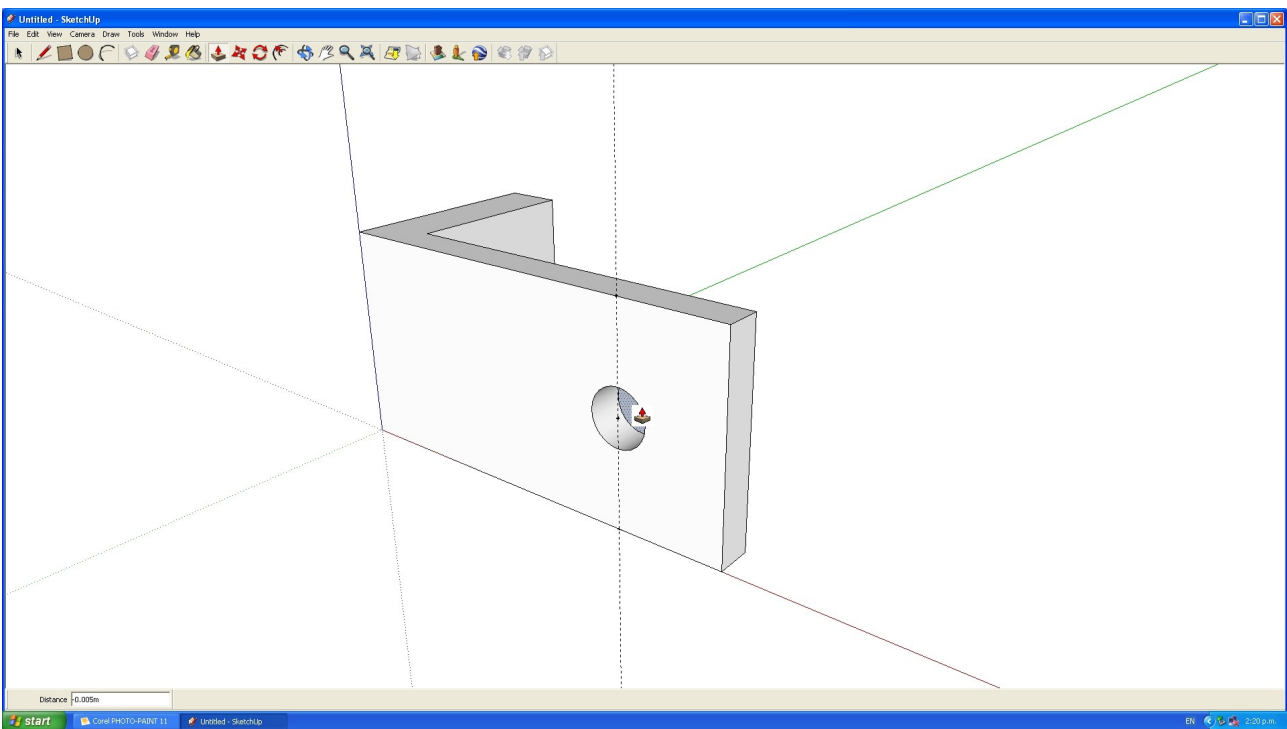 Untitled - SketchUp
File Edit View Camera Draw Tools Window Help
Distance -0.005m
start Corel PHOTO-PAINT 11 Untitled - SketchUp EN 2:20 p.m.